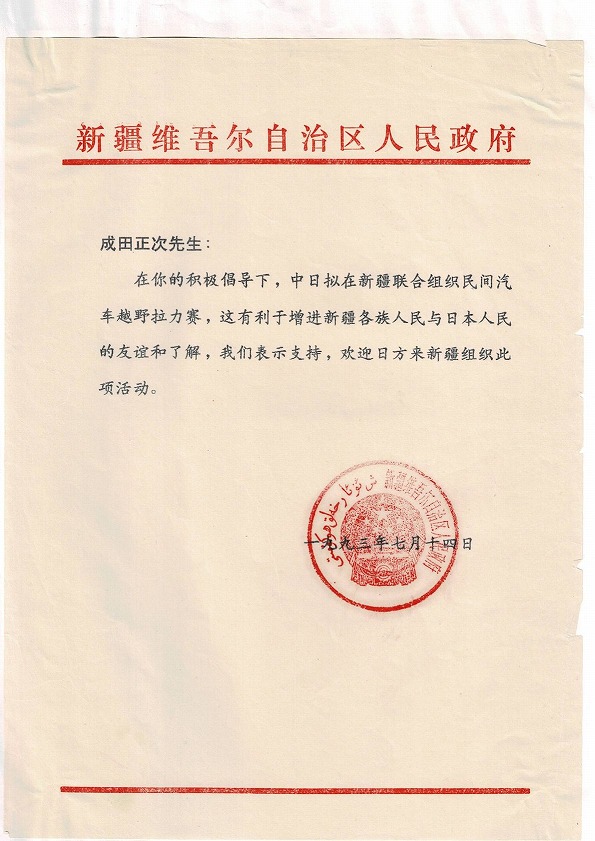 新疆维吾尔自治区人民政府
成田正次先生：
在你的积极倡导下，中日拟在新疆联合组织民间汽
车越野拉力赛，这有利于增进新疆各族人民与日本人民
的友谊和了解，我们表示支持，欢迎日方来新疆组织此
项活动。
新疆维吾尔自治区人民政府
一九九三年七月十四日